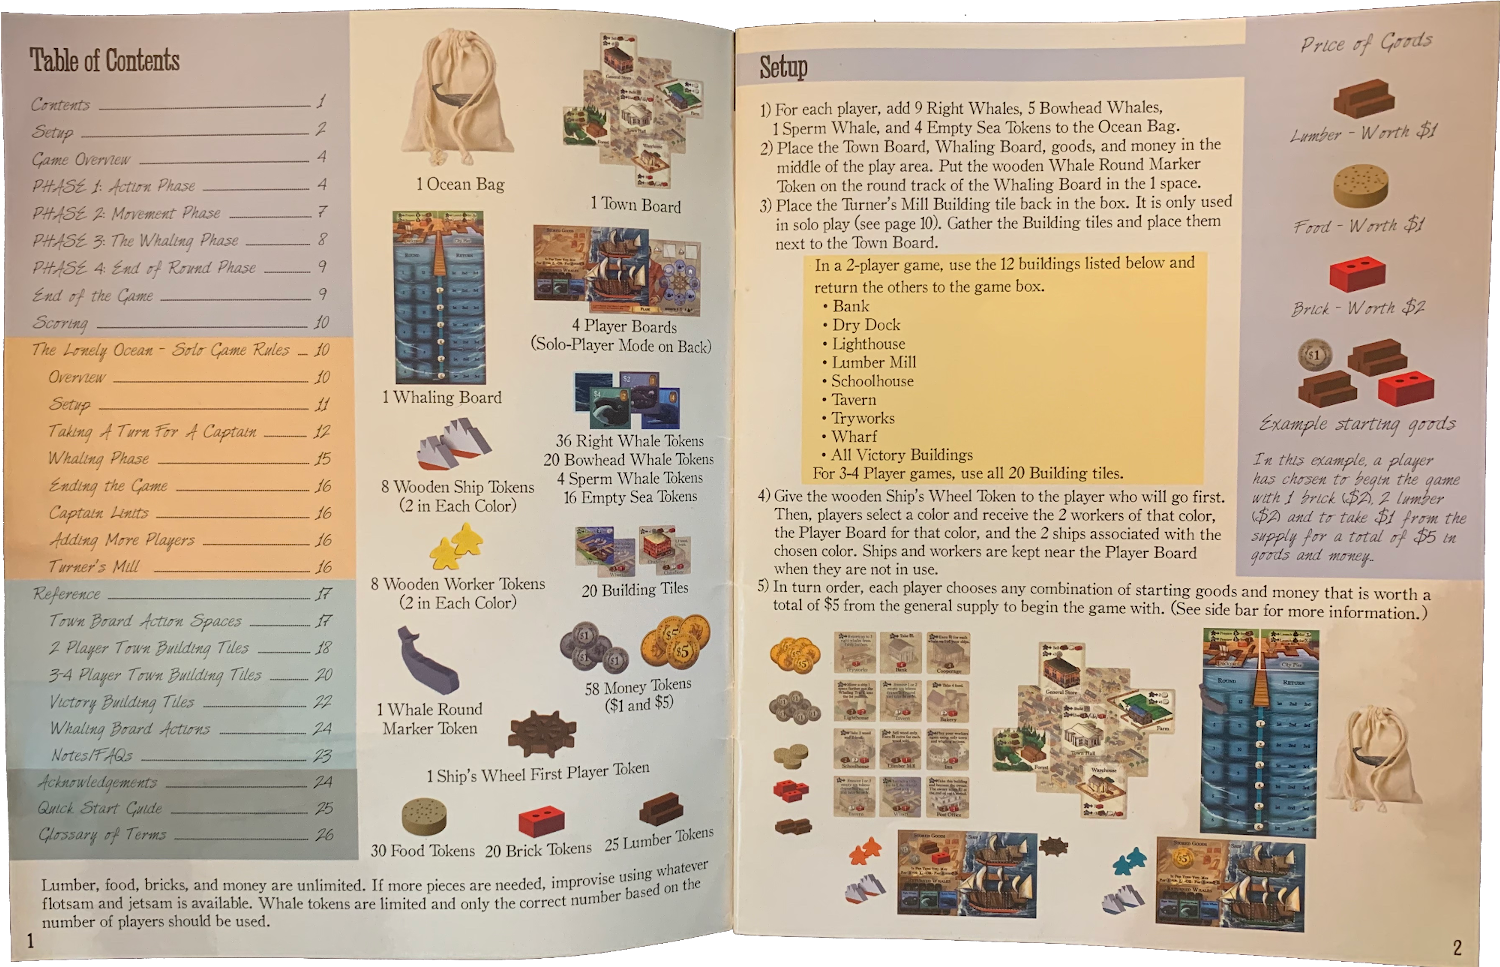 Table of Contents
Contents 1
Setup 2
Game Overview 4
PHASE 1: Action Phase 4
PHASE 2: Movement Phase 7
PHASE 3: The Whaling Phase 8
PHASE 4: End of Round Phase 9
End of the Game 9
Scoring 10
The Lonely Ocean - Solo Game Rules 10
Overview 10
Setup 11
Taking A Turn For A Captain 12
Whaling Phase 15
Ending the Game 16
Captain Limits 16
Adding More Players 16
Turner's Mill 16
Reference 17
Town Board Action Spaces 17
2 Player Town Building Tiles 18
3-4 Player Town Building Tiles 20
Victory Building Tiles 22
Whaling Board Actions 24
Notes/FAQs 23
Acknowledgements 24
Quick Start Guide 25
Glossary of Terms 26
1 Ocean Bag
1 Town Board
1 Whaling Board
4 Player Boards
(Solo-Player Mode on Back)
36 Right Whale Tokens
20 Bowhead Whale Tokens
4 Sperm Whale Tokens
16 Empty Sea Tokens
8 Wooden Ship Tokens
(2 in Each Color)
8 Wooden Worker Tokens
(2 in Each Color)
20 Building Tiles
1 Whale Round
Marker Token
58 Money Tokens
($1 and $5)
1 Ship's Wheel First Player Token
30 Food Tokens
20 Brick Tokens
25 Lumber Tokens
Lumber, food, bricks, and money are unlimited. If more pieces are needed, improvise using whatever
flotsam and jetsam is available. Whale tokens are limited and only the correct number based on the
number of players should be used.
1
Setup
1) For each player, add 9 Right Whales, 5 Bowhead Whales,
1 Sperm Whale, and 4 Empty Sea Tokens to the Ocean Bag.
2) Place the Town Board, Whaling Board, goods, and money in the
middle of the play area. Put the wooden Whale Round Marker
Token on the round track of the Whaling Board in the 1 space.
3) Place the Turner's Mill Building tile back in the box. It is only used
in solo play (see page 10). Gather the Building tiles and place them
next to the Town Board.
In a 2-player game, use the 12 buildings listed below and
return the others to the game box.
• Bank
• Dry Dock
• Lighthouse
• Lumber Mill
• Schoolhouse
• Tavern
• Tryworks
• Wharf
• All Victory Buildings
For 3-4 Player games, use all 20 Building tiles.
4) Give the wooden Ship's Wheel Token to the player who will go first.
Then, players select a color and receive the 2 workers of that color,
the Player Board for that color, and the 2 ships associated with the
chosen color. Ships and workers are kept near the Player Board
when they are not in use.
5) In turn order, each player chooses any combination of starting goods and money that is worth a
total of $5 from the general supply to begin the game with. (See side bar for more information.)
Price of Goods
Lumber - Worth $1
Food - Worth $1
Brick - Worth $2
$1
Example starting goods
In this example, a player
has chosen to begin the game
with 1 brick ($2), 2 lumber
($2) and to take $1 from the
supply for a total of $5 in
goods and money.
General Store
Farm
Town Hall
Forest
Warehouse
ROUND
RETURN
2